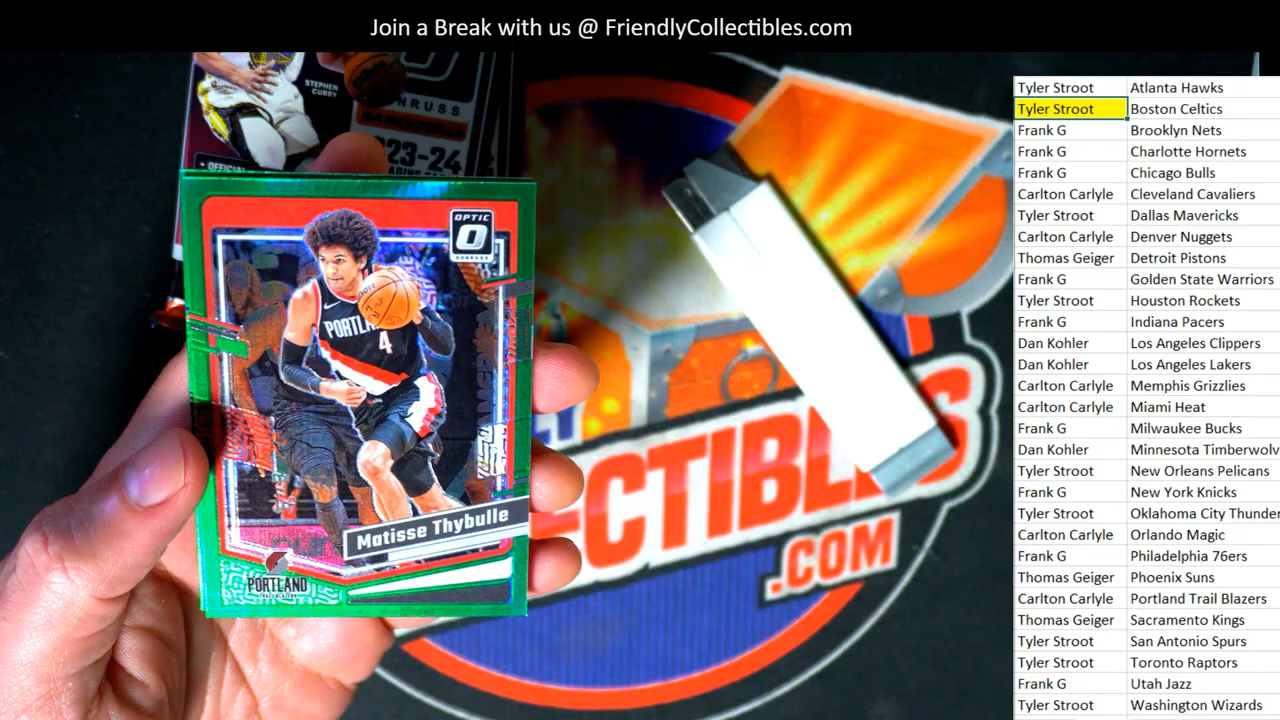 Join a Break with us @ FriendlyCollectibles.com
STEPHEN
CURRY
DONRUSS
23-24
OFFICIAL
OPTIC
DONRUSS
PORTLAND
4
Matisse Thybulle
PORTLAND
TRAIL BLAZERS
CTIBLES
.COM
Tyler Stroot Atlanta Hawks
Tyler Stroot Boston Celtics
Frank G Brooklyn Nets
Frank G Charlotte Hornets
Frank G Chicago Bulls
Carlton Carlyle Cleveland Cavaliers
Tyler Stroot Dallas Mavericks
Carlton Carlyle Denver Nuggets
Thomas Geiger Detroit Pistons
Frank G Golden State Warriors
Tyler Stroot Houston Rockets
Frank G Indiana Pacers
Dan Kohler Los Angeles Clippers
Dan Kohler Los Angeles Lakers
Carlton Carlyle Memphis Grizzlies
Carlton Carlyle Miami Heat
Frank G Milwaukee Bucks
Dan Kohler Minnesota Timberwolv
Tyler Stroot New Orleans Pelicans
Frank G New York Knicks
Tyler Stroot Oklahoma City Thunder
Carlton Carlyle Orlando Magic
Frank G Philadelphia 76ers
Thomas Geiger Phoenix Suns
Carlton Carlyle Portland Trail Blazers
Thomas Geiger Sacramento Kings
Tyler Stroot San Antonio Spurs
Tyler Stroot Toronto Raptors
Frank G Utah Jazz
Tyler Stroot Washington Wizards